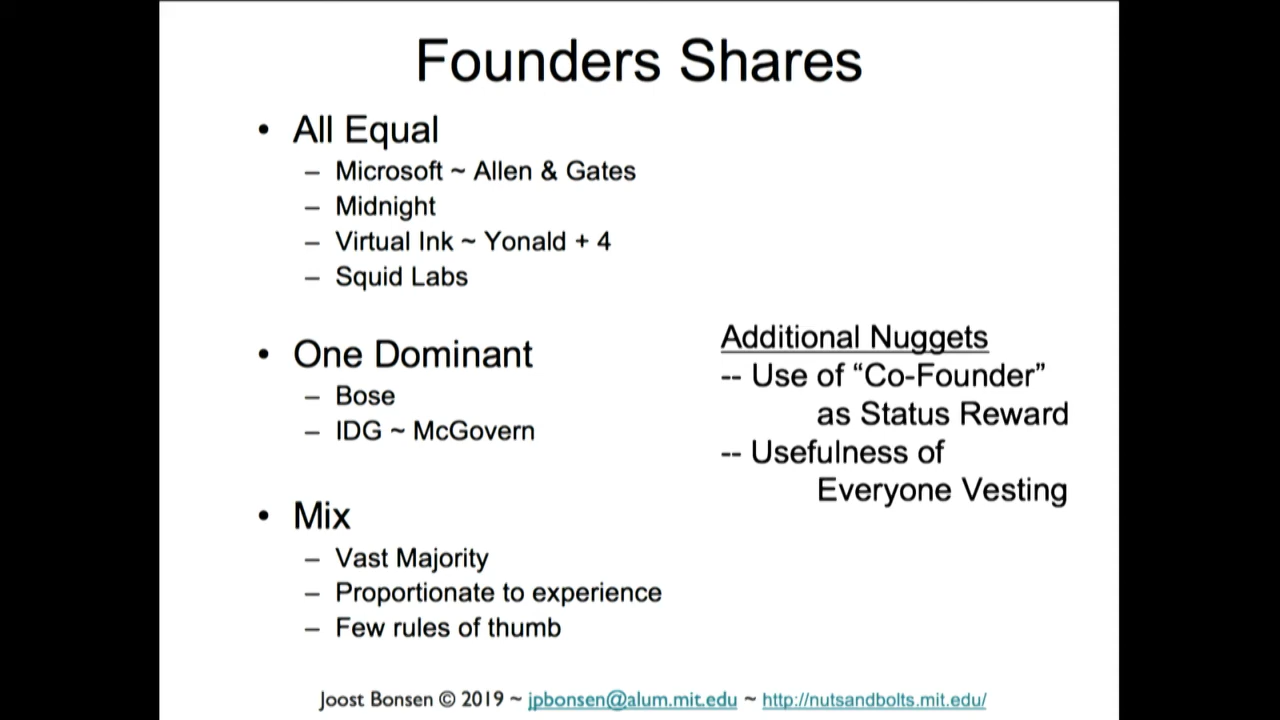 Founders Shares
• All Equal
– Microsoft ~ Allen & Gates
– Midnight
– Virtual Ink ~ Yonald + 4
– Squid Labs
• One Dominant
– Bose
– IDG ~ McGovern
• Mix
– Vast Majority
– Proportionate to experience
– Few rules of thumb
Additional Nuggets
-- Use of “Co-Founder”
as Status Reward
-- Usefulness of
Everyone Vesting
Joost Bonsen © 2019 ~ jpbonsen@alum.mit.edu ~ http://nutsandbolts.mit.edu/